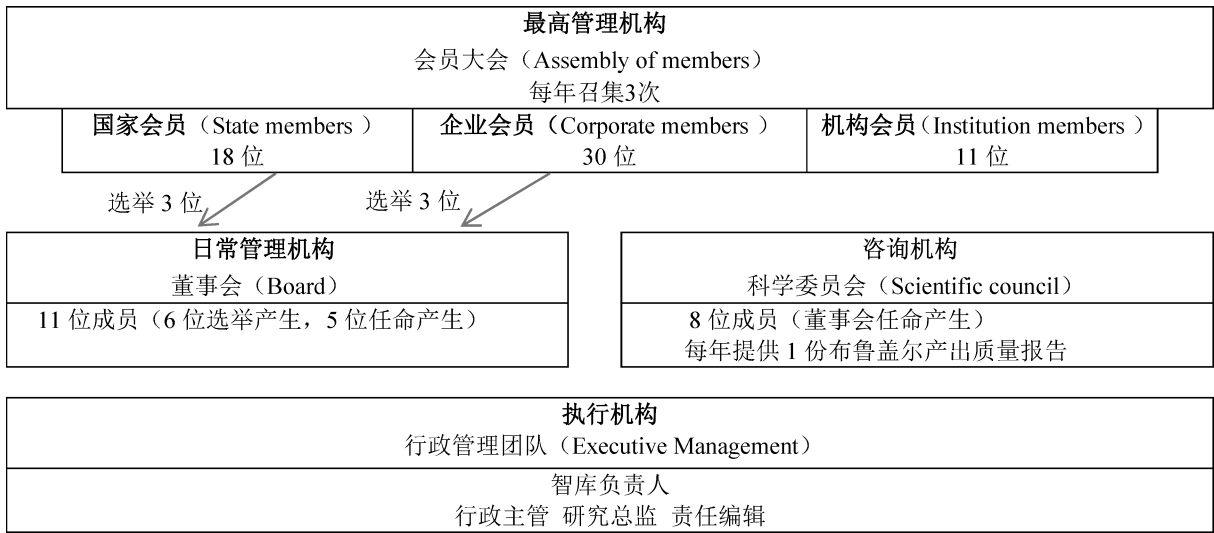 最高管理机构
会员大会（Assembly of members）
每年召集3次
国家会员（State members ）
18 位
企业会员（Corporate members ）
30 位
机构会员（Institution members ）
11 位
选举 3 位
选举 3 位
日常管理机构
董事会（Board）
11 位成员（6 位选举产生，5 位任命产生）
咨询机构
科学委员会（Scientific council）
8 位成员（董事会任命产生）
每年提供 1 份布鲁盖尔产出质量报告
执行机构
行政管理团队（Executive Management）
智库负责人
行政主管 研究总监 责任编辑